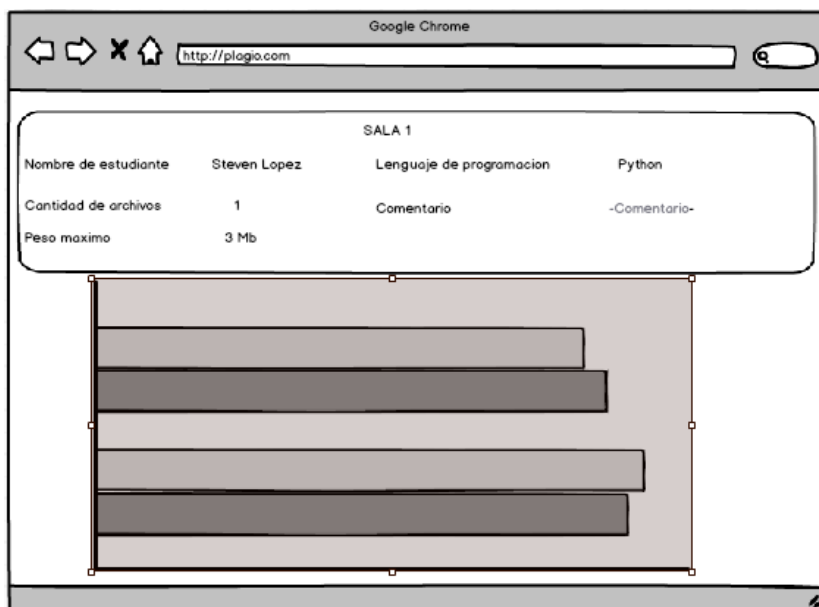 Google Chrome
http://plagio.com
SALA 1
Nombre de estudiante Steven Lopez Lenguaje de programacion Python
Cantidad de archivos 1 Comentario -Comentario-
Peso maximo 3 Mb